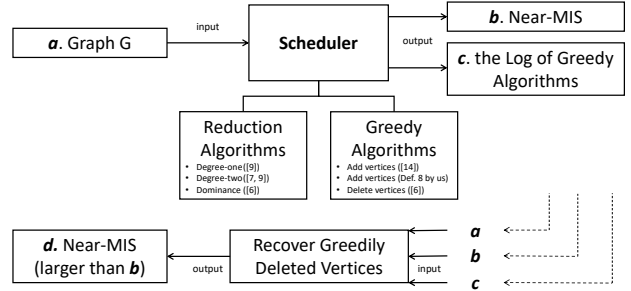 a. Graph G
input
Scheduler
output
b. Near-MIS
c. the Log of Greedy
Algorithms
Reduction
Algorithms
• Degree-one([9])
• Degree-two([7, 9])
• Dominance ([6])
Greedy
Algorithms
• Add vertices ([14])
• Add vertices (Def. 8 by us)
• Delete vertices ([6])
d. Near-MIS
(larger than b)
output
Recover Greedily
Deleted Vertices
input
a
b
c